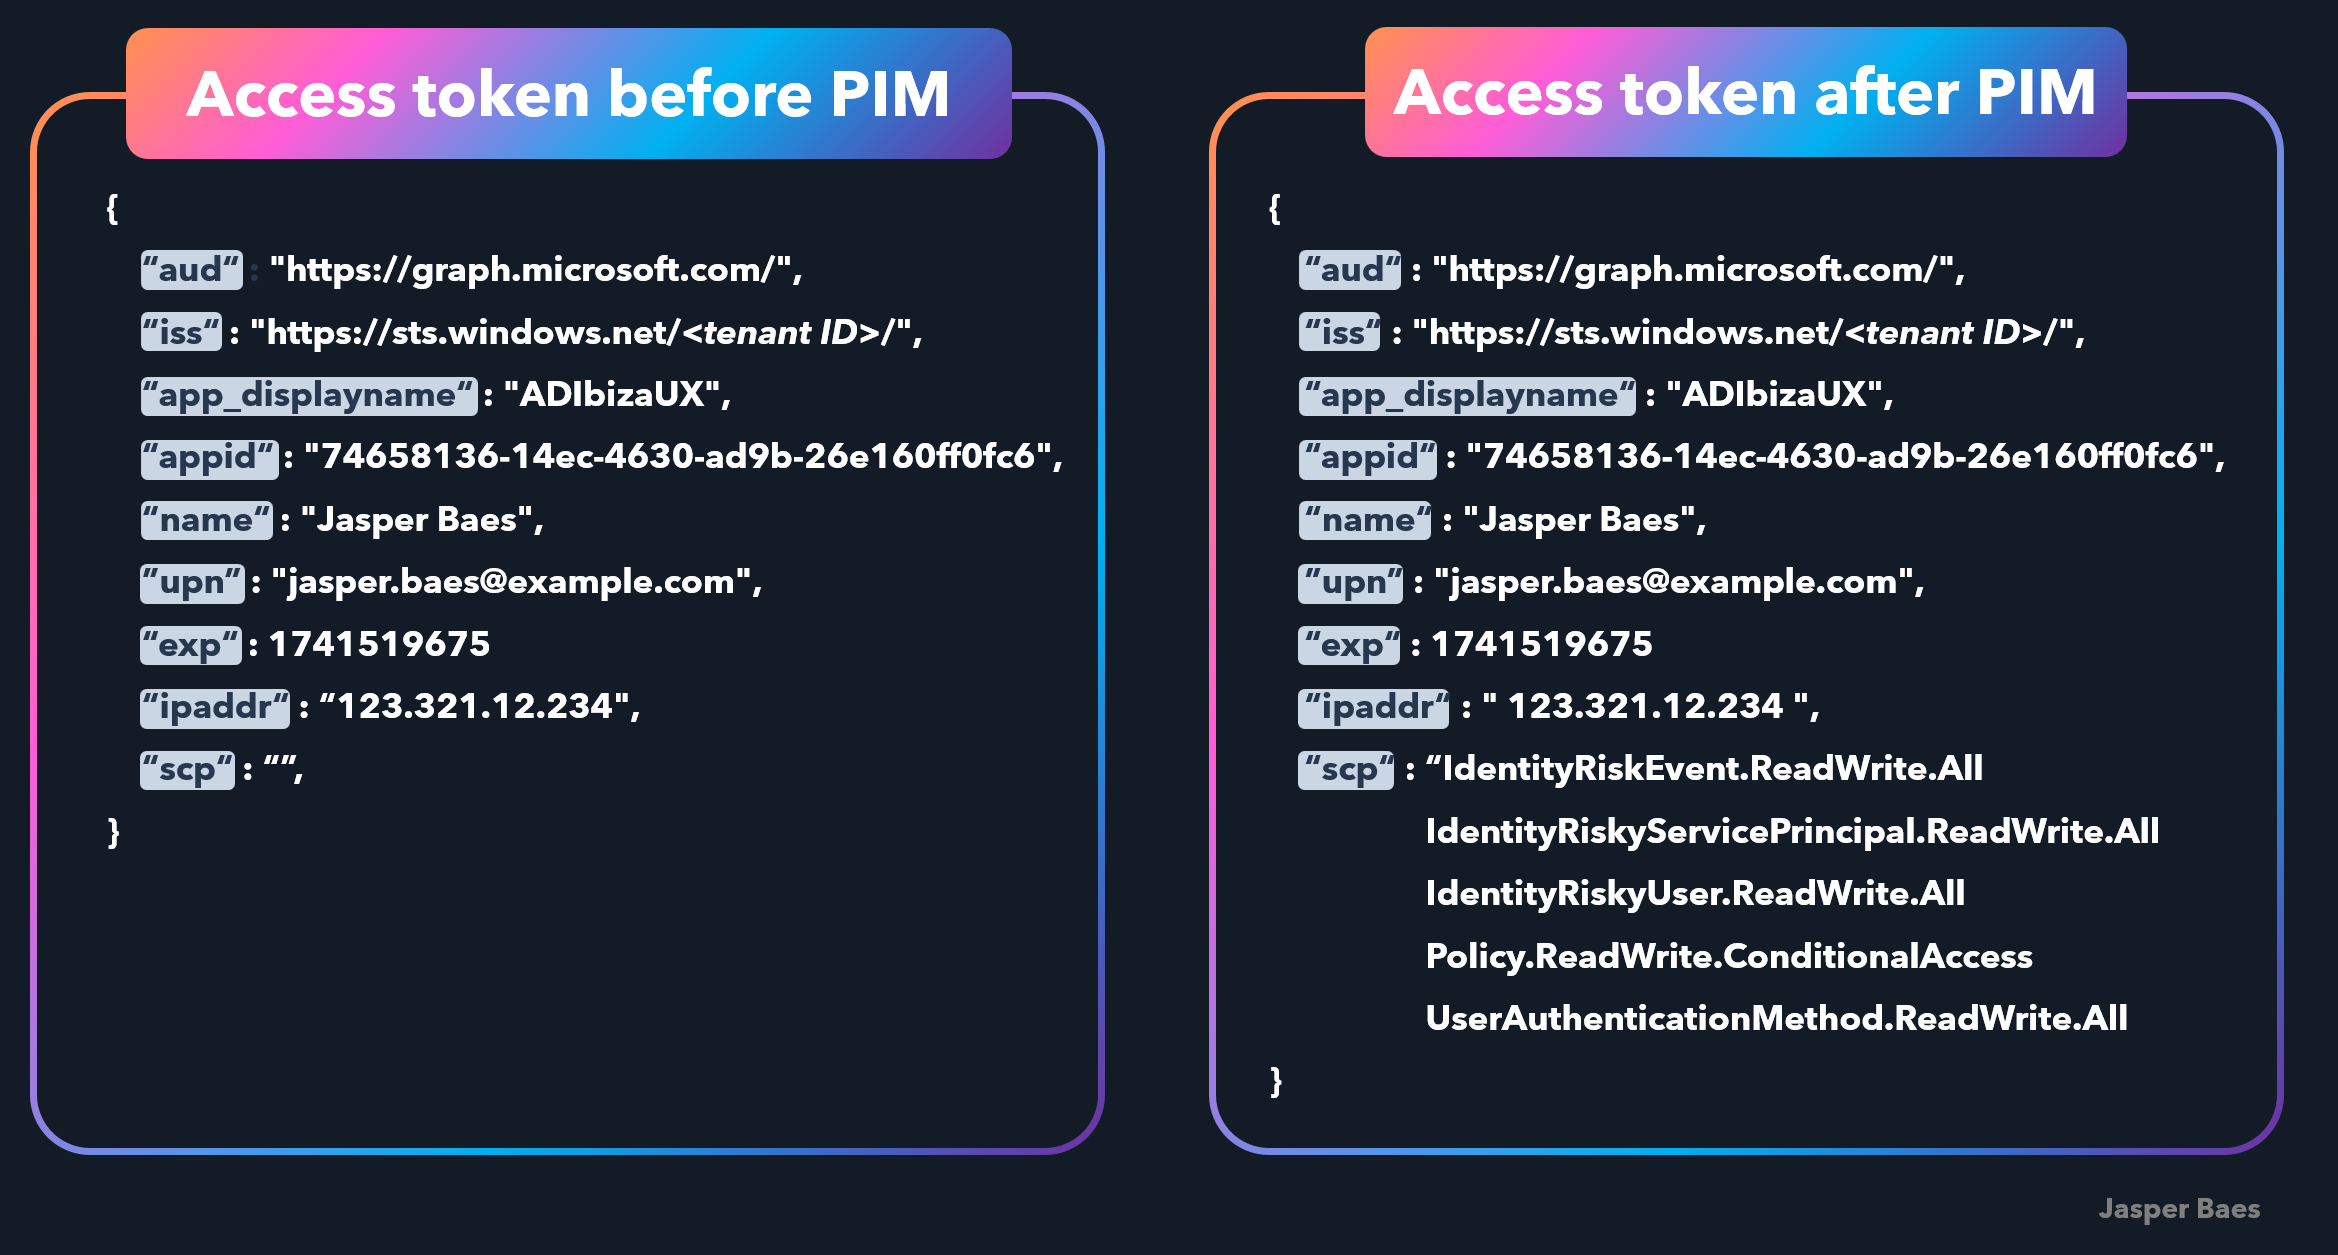 Access token before PIM
{
“aud“ : "https://graph.microsoft.com/",
“iss“ : "https://sts.windows.net/<tenant ID>/",
“app_displayname“ : "ADIbizaUX",
“appid“ : "74658136-14ec-4630-ad9b-26e160ff0fc6",
“name“ : "Jasper Baes",
“upn“ : "jasper.baes@example.com",
“exp“ : 1741519675
“ipaddr“ : “123.321.12.234",
“scp“ : “”,
}
Access token after PIM
{
“aud“ : "https://graph.microsoft.com/",
“iss“ : "https://sts.windows.net/<tenant ID>/",
“app_displayname“ : "ADIbizaUX",
“appid“ : "74658136-14ec-4630-ad9b-26e160ff0fc6",
“name“ : "Jasper Baes",
“upn“ : "jasper.baes@example.com",
“exp“ : 1741519675
“ipaddr“ : " 123.321.12.234 ",
“scp“ : “IdentityRiskEvent.ReadWrite.All
IdentityRiskyServicePrincipal.ReadWrite.All
IdentityRiskyUser.ReadWrite.All
Policy.ReadWrite.ConditionalAccess
UserAuthenticationMethod.ReadWrite.All
}
Jasper Baes